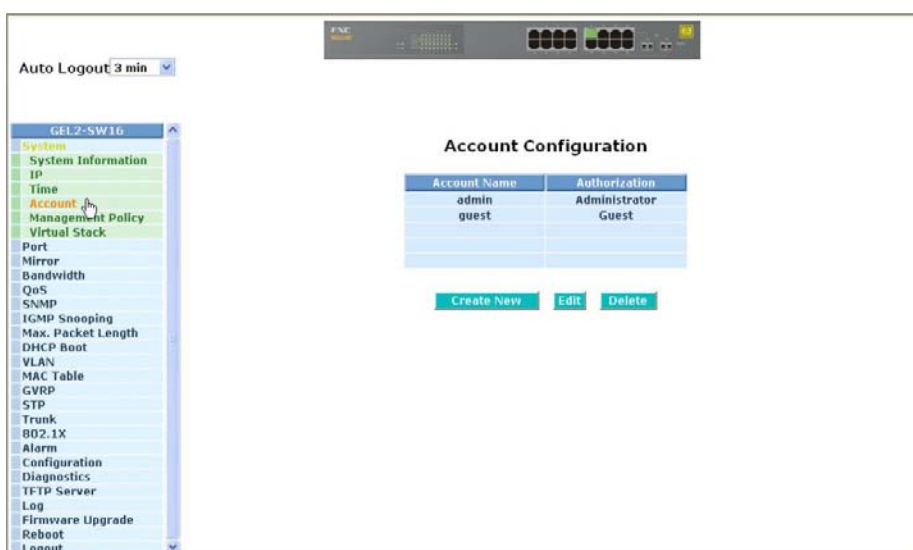 Auto Logout 3 min
GEL2-SW16
System
System Information
IP
Time
Account
Management Policy
Virtual Stack
Port
Mirror
Bandwidth
QoS
SNMP
IGMP Snooping
Max. Packet Length
DHCP Boot
VLAN
MAC Table
GVRP
STP
Trunk
802.1X
Alarm
Configuration
Diagnostics
TFTP Server
Log
Firmware Upgrade
Reboot
Logout
Account Configuration
Account Name Authorization
admin Administrator
guest Guest
Create New Edit Delete